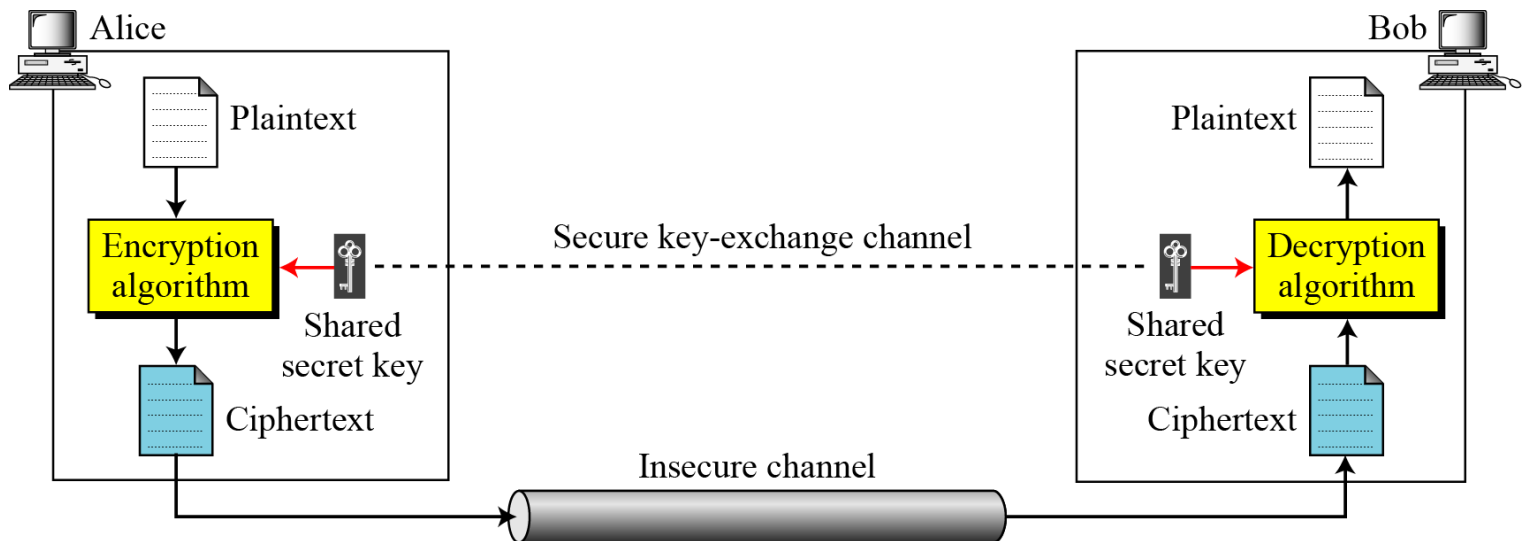 Alice
Bob
Plaintext
Plaintext
Encryption
algorithm
Secure key-exchange channel
Decryption
algorithm
Shared
secret key
Shared
secret key
Ciphertext
Ciphertext
Insecure channel